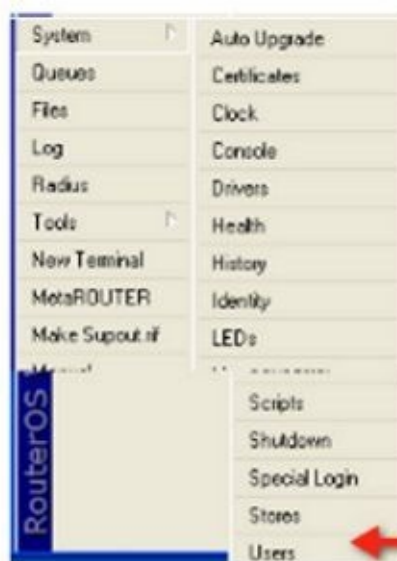 System
Queues
Files
Log
Radius
Tools
New Terminal
MetaROUTER
Make Supout.rif
Auto Upgrade
Certificates
Clock
Console
Drivers
Health
History
Identity
LEDs
Scripts
Shutdown
Special Login
Stores
Users
RouterOS